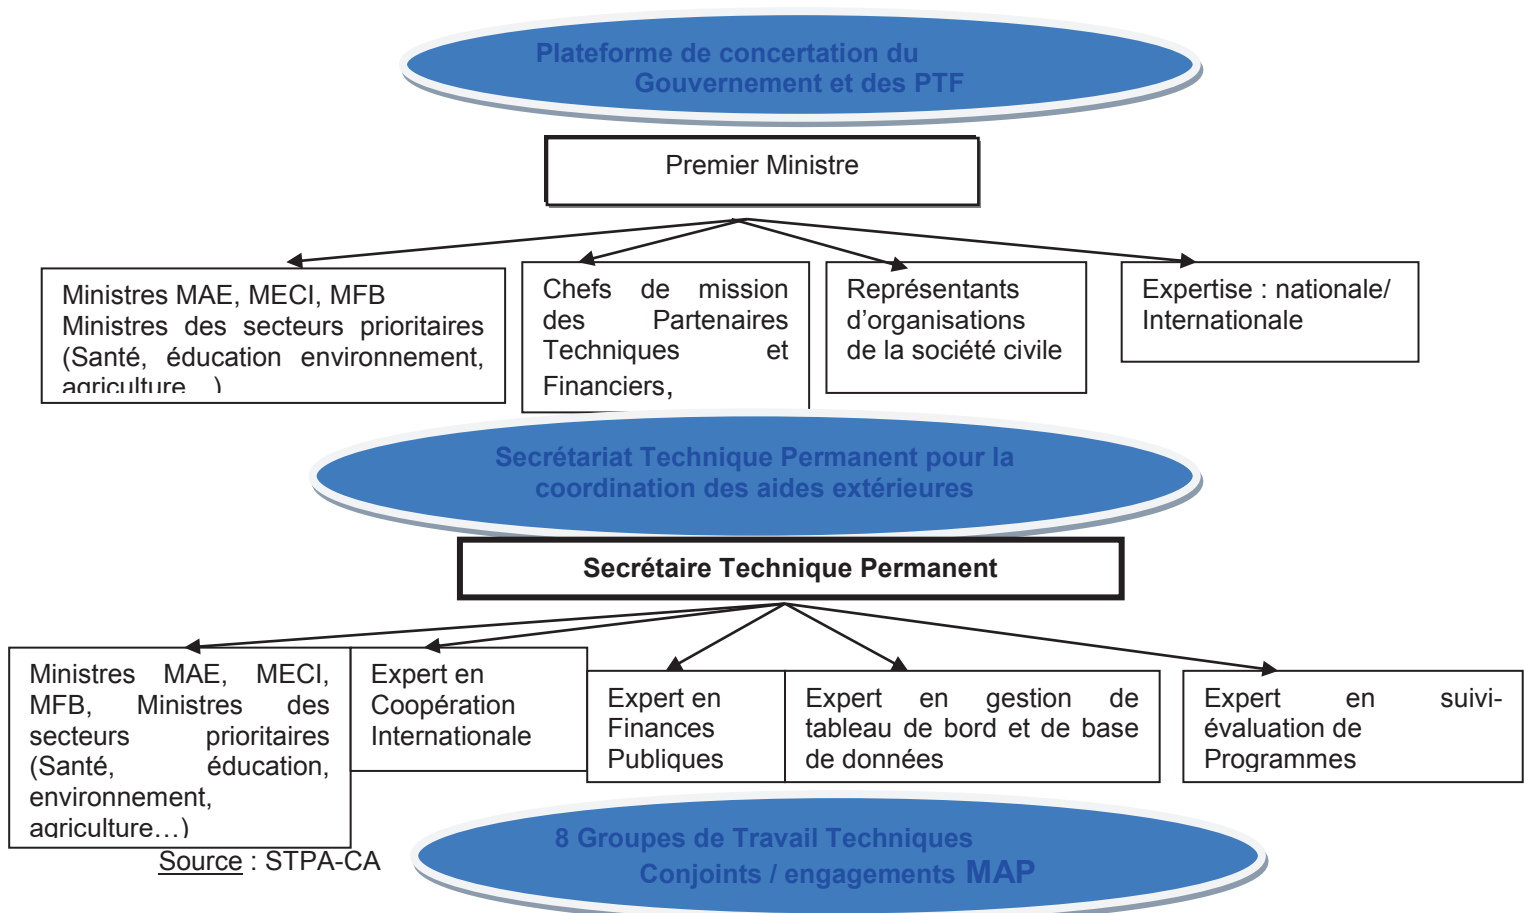 Plateforme de concertation du
Gouvernement et des PTF
Premier Ministre
Ministres MAE, MECI, MFB
Ministres des secteurs prioritaires
(Santé, éducation environnement,
agriculture…)
Chefs de mission
des Partenaires
Techniques et
Financiers,
Représentants
d'organisations
de la société civile
Expertise : nationale/
Internationale
Secrétariat Technique Permanent pour la
coordination des aides extérieures
Secrétaire Technique Permanent
Ministres MAE, MECI,
MFB, Ministres des
secteurs prioritaires
(Santé, éducation,
environnement,
agriculture…)
Expert en
Coopération
Internationale
Expert en
Finances
Publiques
Expert en gestion de
tableau de bord et de base
de données
Expert en suivi-
évaluation de
Programmes
8 Groupes de Travail Techniques
Conjoints / engagements MAP
Source : STPA-CA